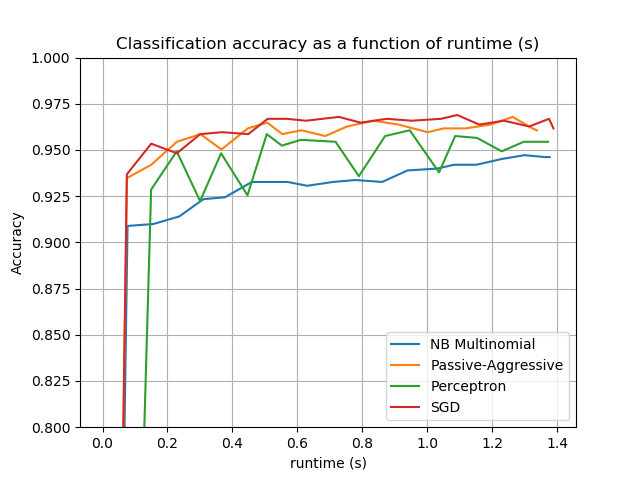 Classification accuracy as a function of runtime (s)
1.000
0.975
0.950
0.925
0.900
0.875
0.850
0.825
0.800
Accuracy
NB Multinomial
Passive-Aggressive
Perceptron
SGD
0.0 0.2 0.4 0.6 0.8 1.0 1.2 1.4
runtime (s)